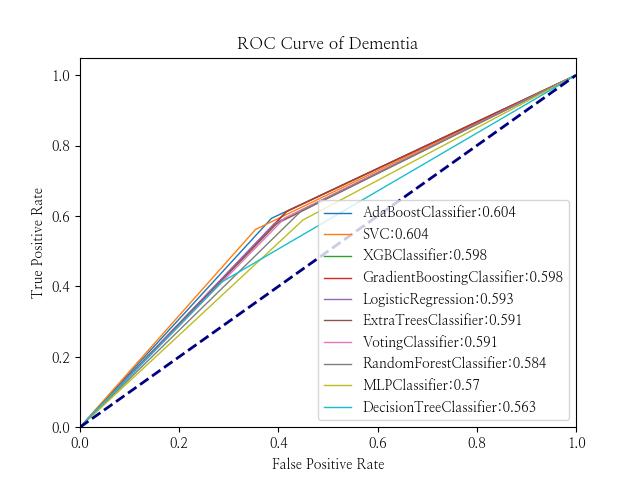 ROC Curve of Dementia
True Positive Rate
1.0
0.8
0.6
0.4
0.2
0.0
AdaBoostClassifier:0.604
SVC:0.604
XGBClassifier:0.598
GradientBoostingClassifier:0.598
LogisticRegression:0.593
ExtraTreesClassifier:0.591
VotingClassifier:0.591
RandomForestClassifier:0.584
MLPClassifier:0.57
DecisionTreeClassifier:0.563
0.0 0.2 0.4 0.6 0.8 1.0
False Positive Rate